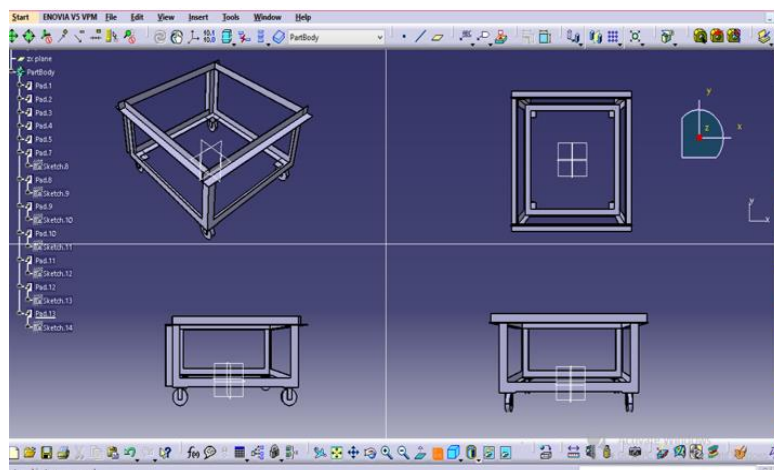 Start ENOVIA V5 VPM File Edit View Insert Tools Window Help
PartBody
zx plane
PartBody
Pad.1
Pad.2
Pad.3
Pad.4
Pad.5
Pad.7
Sketch.8
Pad.8
Sketch.9
Pad.9
Sketch.10
Pad.10
Sketch.11
Pad.11
Sketch.12
Pad.12
Sketch.13
Pad.13
Sketch.14
y
z x
y
x
f(x)